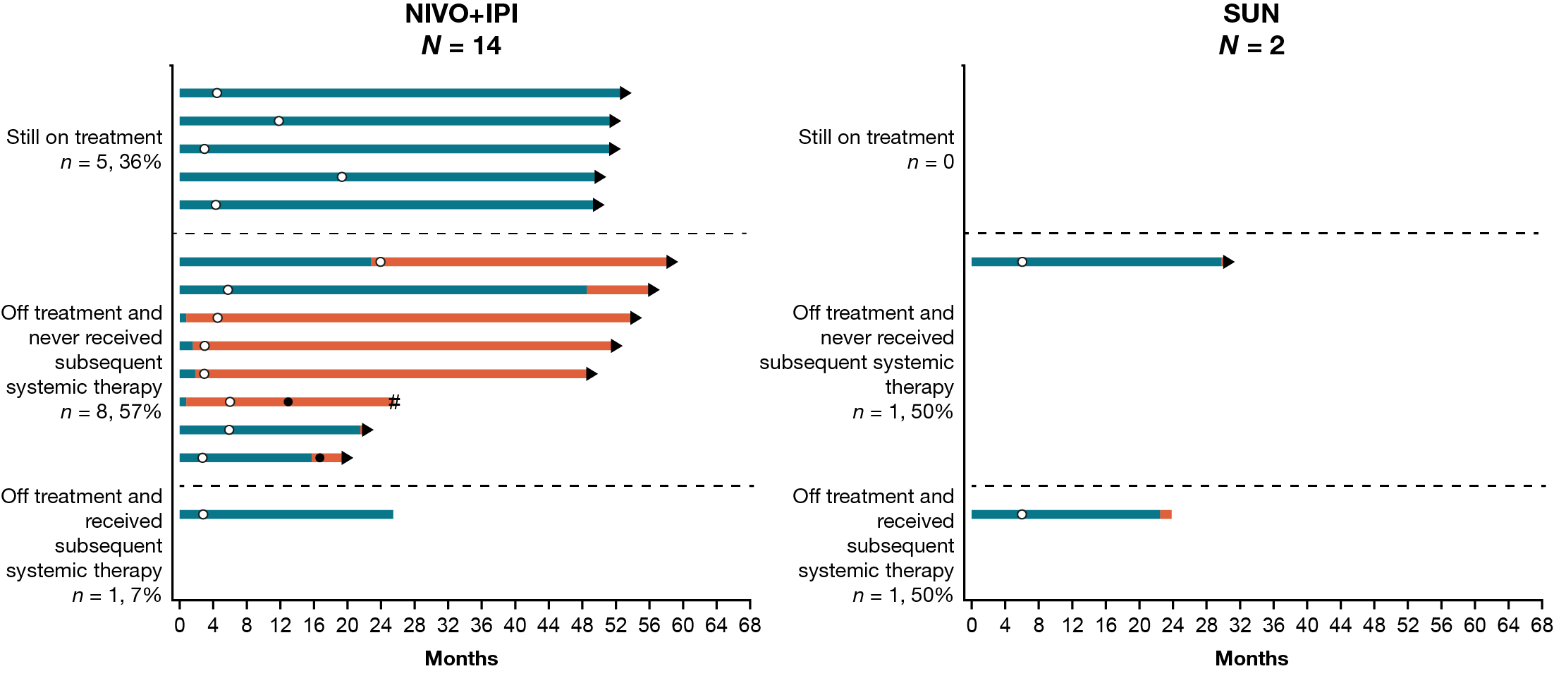 NIVO+IPI
N = 14
Still on treatment
n = 5, 36%
Off treatment and
never received
subsequent
systemic therapy
n = 8, 57%
#
Off treatment and
received
subsequent
systemic therapy
n = 1, 7%
0 4 8 12 16 20 24 28 32 36 40 44 48 52 56 60 64 68
Months
SUN
N = 2
Still on treatment
n = 0
Off treatment and
never received
subsequent systemic
therapy
n = 1, 50%
Off treatment and
received
subsequent
systemic therapy
n = 1, 50%
0 4 8 12 16 20 24 28 32 36 40 44 48 52 56 60 64 68
Months